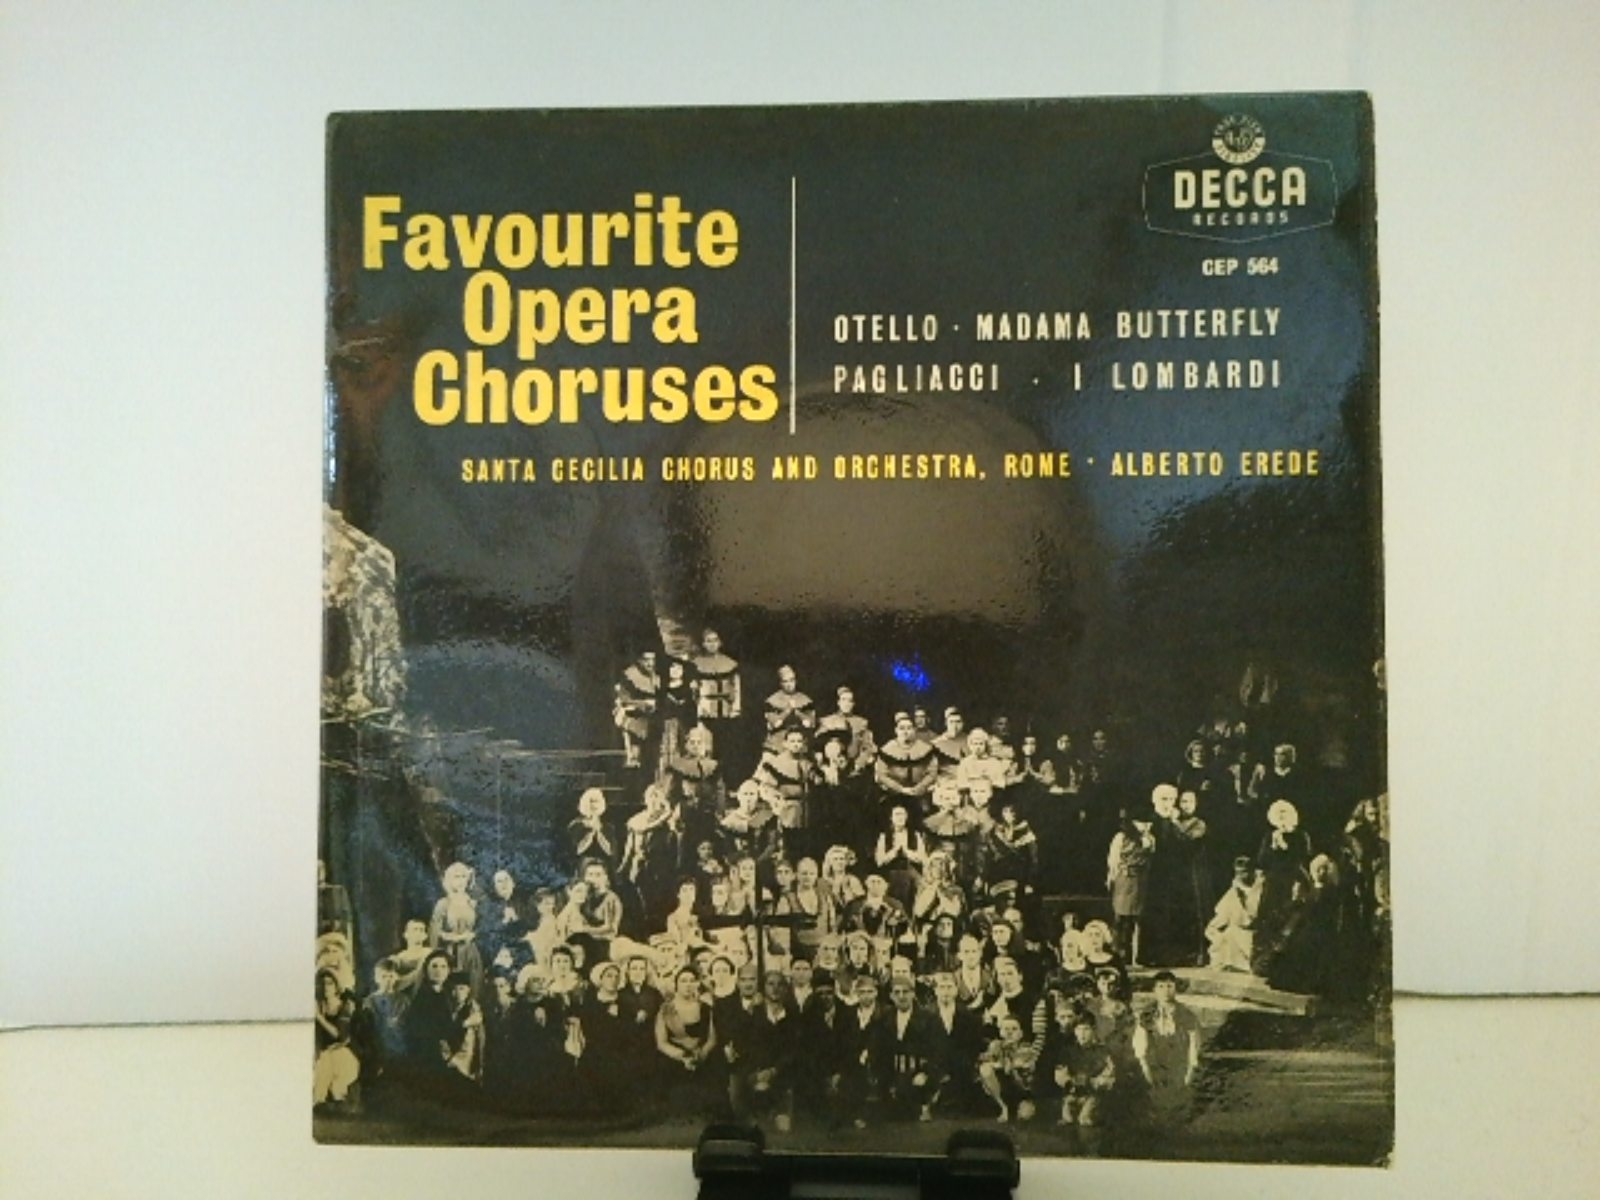 Favourite
Opera
Choruses
DECCA
RECORDS
CEP 564
OTELLO · MADAMA BUTTERFLY
PAGLIACCI · I LOMBARDI
SANTA CECILIA CHORUS AND ORCHESTRA, ROME · ALBERTO EREDE